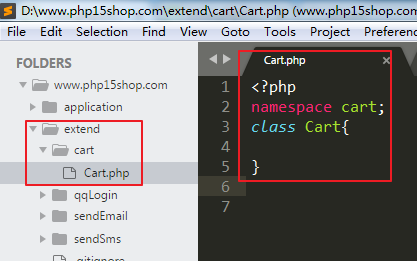 D:\www.php15shop.com\extend\cart\Cart.php (www.php15shop.com
File Edit Selection Find View Goto Tools Project Preferen
FOLDERS
www.php15shop.com
application
extend
cart
Cart.php
qqLogin
sendEmail
sendSms
.gitignore
Cart.php
1 <?php
2 namespace cart;
3 class Cart{
4
5 }
6
7